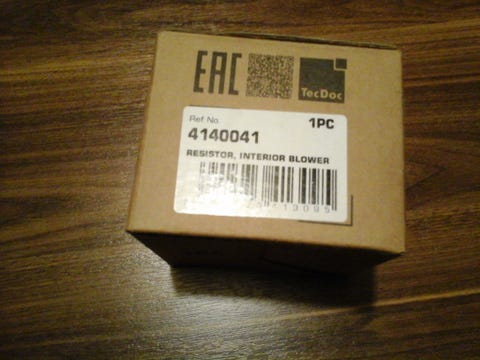 EAC
TecDoc
Ref No.
1PC
4140041
RESISTOR, INTERIOR BLOWER